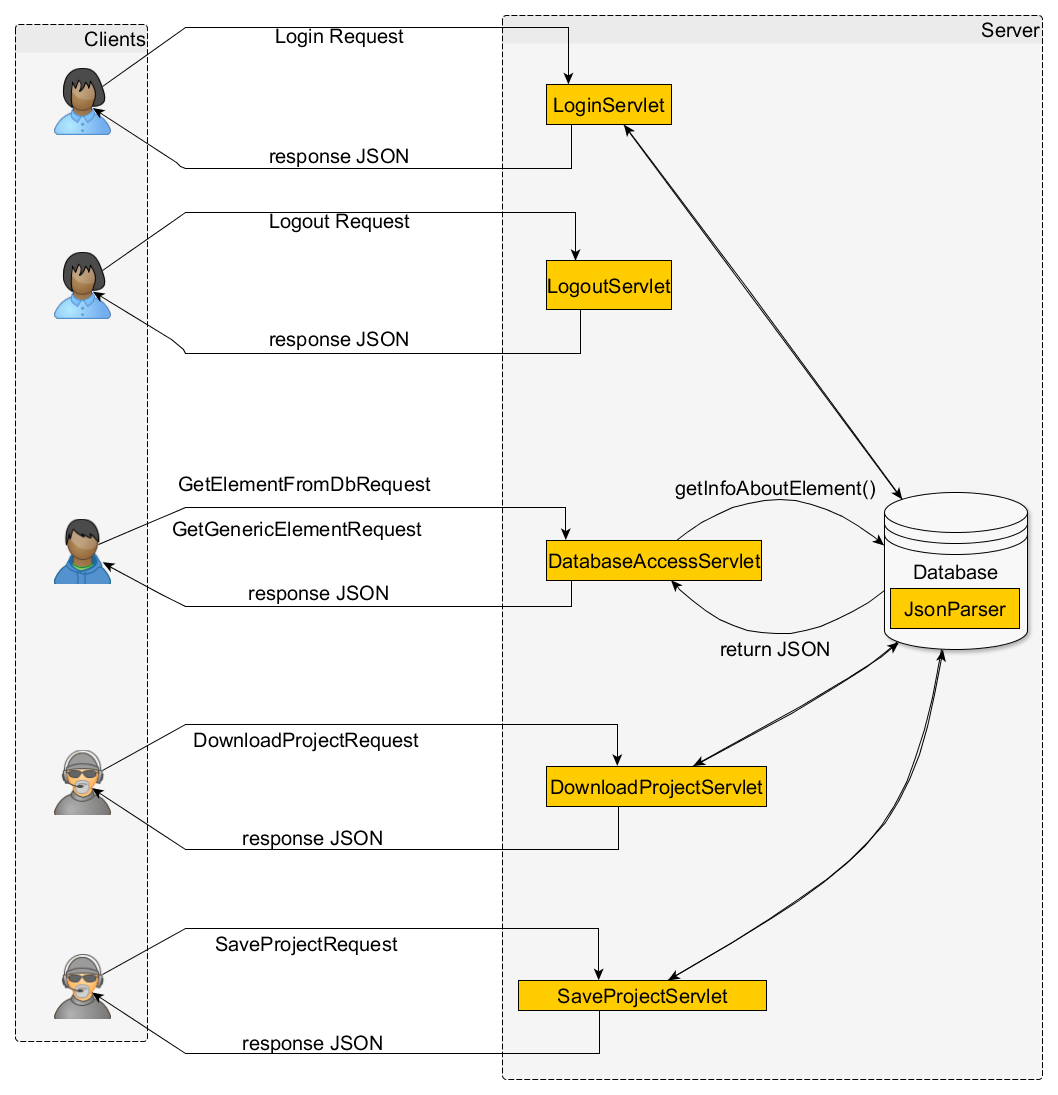 Clients
Server
Login Request
LoginServlet
response JSON
Logout Request
LogoutServlet
response JSON
GetElementFromDbRequest
getInfoAboutElement()
GetGenericElementRequest
DatabaseAccessServlet
Database
response JSON
JsonParser
return JSON
DownloadProjectRequest
DownloadProjectServlet
response JSON
SaveProjectRequest
SaveProjectServlet
response JSON